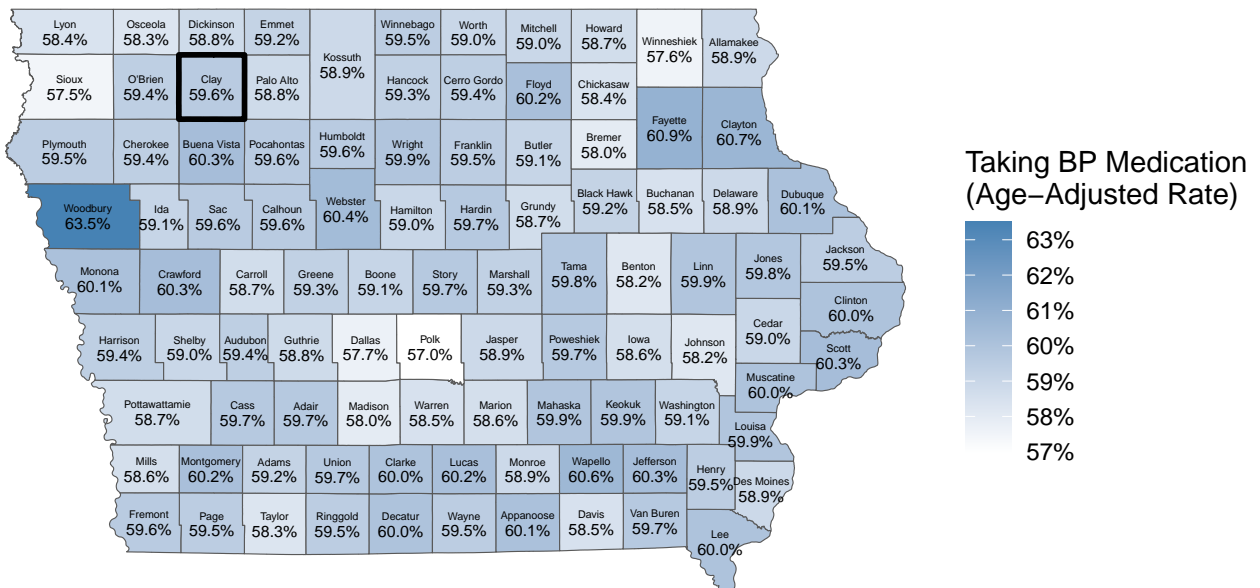 Lyon
58.4%
Osceola
58.3%
Dickinson
58.8%
Emmet
59.2%
Kossuth
58.9%
Winnebago
59.5%
Worth
59.0%
Mitchell
59.0%
Howard
58.7%
Winneshiek
57.6%
Allamakee
58.9%
Sioux
57.5%
O'Brien
59.4%
Clay
59.6%
Palo Alto
58.8%
Hancock
59.3%
Cerro Gordo
59.4%
Floyd
60.2%
Chickasaw
58.4%
Fayette
60.9%
Clayton
60.7%
Plymouth
59.5%
Cherokee
59.4%
Buena Vista
60.3%
Pocahontas
59.6%
Humboldt
59.6%
Wright
59.9%
Franklin
59.5%
Butler
59.1%
Bremer
58.0%
Woodbury
63.5%
Ida
59.1%
Sac
59.6%
Calhoun
59.6%
Webster
60.4%
Hamilton
59.0%
Hardin
59.7%
Grundy
58.7%
Black Hawk
59.2%
Buchanan
58.5%
Delaware
58.9%
Dubuque
60.1%
Monona
60.1%
Crawford
60.3%
Carroll
58.7%
Greene
59.3%
Boone
59.1%
Story
59.7%
Marshall
59.3%
Tama
59.8%
Benton
58.2%
Linn
59.9%
Jones
59.8%
Jackson
59.5%
Clinton
60.0%
Harrison
59.4%
Shelby
59.0%
Audubon
59.4%
Guthrie
58.8%
Dallas
57.7%
Polk
57.0%
Jasper
58.9%
Poweshiek
59.7%
Iowa
58.6%
Johnson
58.2%
Cedar
59.0%
Scott
60.3%
Muscatine
60.0%
Pottawattamie
58.7%
Cass
59.7%
Adair
59.7%
Madison
58.0%
Warren
58.5%
Marion
58.6%
Mahaska
59.9%
Keokuk
59.9%
Washington
59.1%
Louisa
59.9%
Mills
58.6%
Montgomery
60.2%
Adams
59.2%
Union
59.7%
Clarke
60.0%
Lucas
60.2%
Monroe
58.9%
Wapello
60.6%
Jefferson
60.3%
Henry
59.5%
Des Moines
58.9%
Fremont
59.6%
Page
59.5%
Taylor
58.3%
Ringgold
59.5%
Decatur
60.0%
Wayne
59.5%
Appanoose
60.1%
Davis
58.5%
Van Buren
59.7%
Lee
60.0%
Taking BP Medication
(Age−Adjusted Rate)
63%
62%
61%
60%
59%
58%
57%